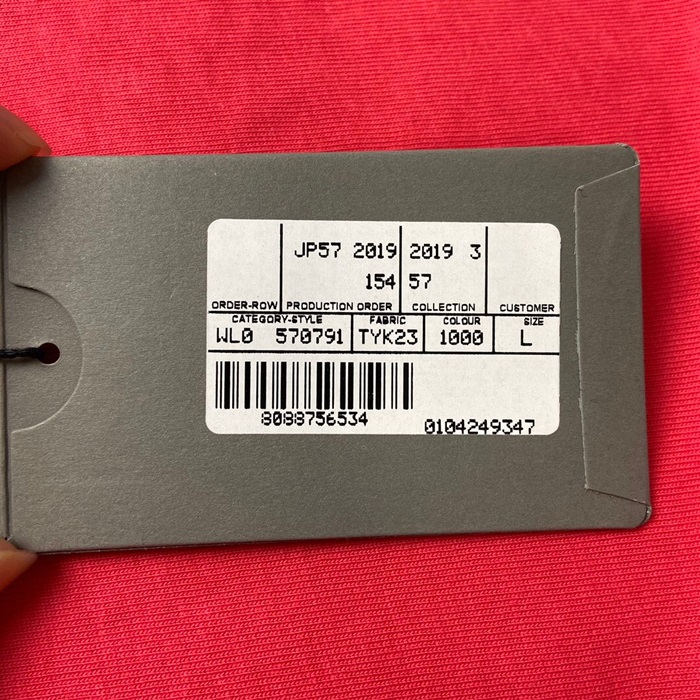 JP57 2019 2019 3
154 57
ORDER-ROW PRODUCTION ORDER COLLECTION CUSTOMER
CATEGORY-STYLE FABRIC COLOUR SIZE
WL0 570791 TYK23 1000 L
8088756534
0104249347